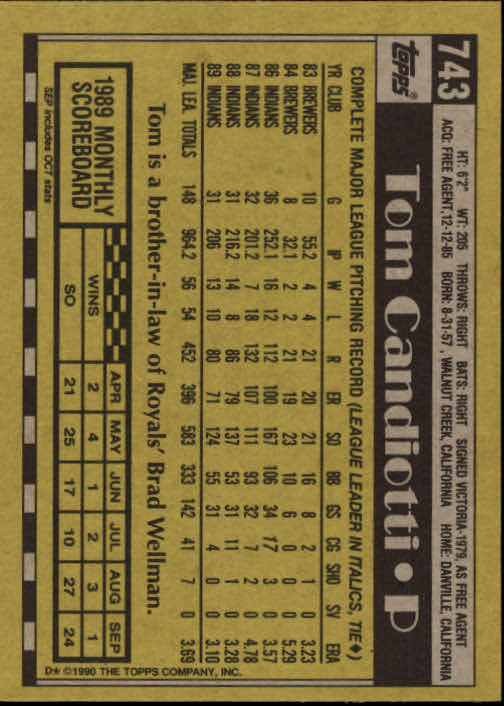 743
topps®
HT: 6'2" WT: 205 THROWS: RIGHT BATS: RIGHT SIGNED VICTORIA-1979, AS FREE AGENT
ACQ: FREE AGENT, 12-12-85 BORN: 8-31-57, WALNUT CREEK, CALIFORNIA HOME: DANVILLE, CALIFORNIA
Tom Candiotti • P
COMPLETE MAJOR LEAGUE PITCHING RECORD (LEAGUE LEADER IN ITALICS, TIE♦)
YR CLUB G IP W L R ER SO BB GS CG SHO SV ERA
83 BREWERS 10 55.2 4 4 21 20 21 16 8 2 1 0 3.23
84 BREWERS 8 32.1 2 2 21 19 23 10 6 0 0 0 5.29
86 INDIANS 36 252.1 16 12 112 100 167 106 34 17 3 0 3.57
87 INDIANS 32 201.2 7 18 132 107 111 93 32 7 2 0 4.78
88 INDIANS 31 216.2 14 8 86 79 137 53 31 11 1 0 3.28
89 INDIANS 31 206 13 10 80 71 124 55 31 4 0 0 3.10
MAJ. LEA. TOTALS 148 964.2 56 54 452 396 583 333 142 41 7 0 3.69
Tom is a brother-in-law of Royals' Brad Wellman.
1989 MONTHLY SCOREBOARD
APR MAY JUN JUL AUG SEP
WINS 2 4 1 2 3 1
SO 21 25 17 10 27 24
SEP includes OCT stats
D* ©1990 THE TOPPS COMPANY, INC.